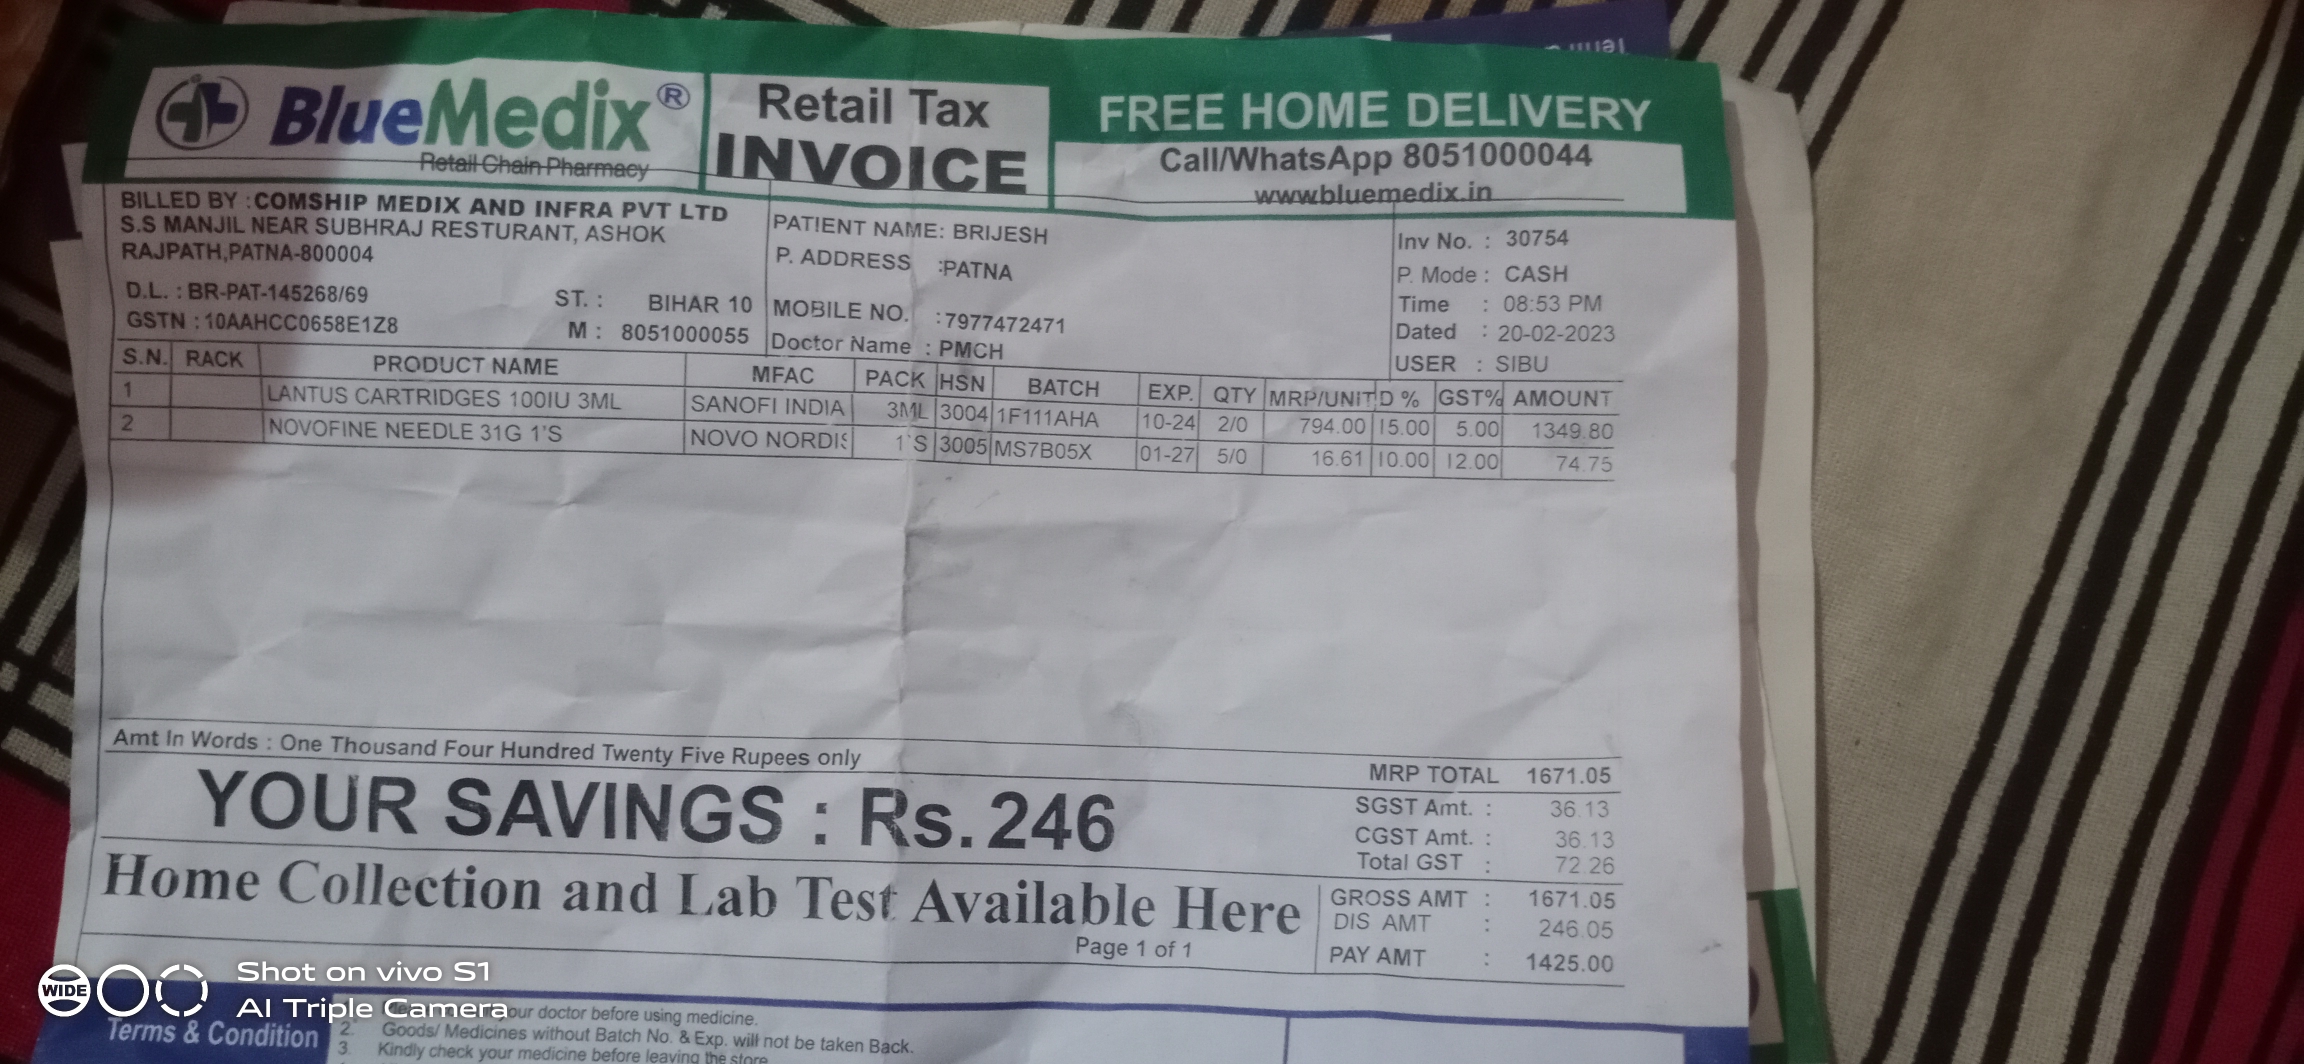 BlueMedix®
Retail Chain Pharmacy
Retail Tax
INVOICE
FREE HOME DELIVERY
Call/WhatsApp 8051000044
www.bluemedix.in
BILLED BY : COMSHIP MEDIX AND INFRA PVT LTD
S.S MANJIL NEAR SUBHRAJ RESTURANT, ASHOK
RAJPATH,PATNA-800004
D.L. : BR-PAT-145268/69 ST. : BIHAR 10
GSTN : 10AAHCC0658E1Z8 M : 8051000055
PATIENT NAME: BRIJESH
P. ADDRESS :PATNA
MOBILE NO. :7977472471
Doctor Name : PMCH
Inv No. : 30754
P. Mode : CASH
Time : 08:53 PM
Dated : 20-02-2023
USER : SIBU
S.N. RACK PRODUCT NAME MFAC PACK HSN BATCH EXP. QTY MRP/UNIT D % GST% AMOUNT
1 LANTUS CARTRIDGES 100IU 3ML SANOFI INDIA 3ML 3004 1F111AHA 10-24 2/0 794.00 15.00 5.00 1349.80
2 NOVOFINE NEEDLE 31G 1'S NOVO NORDIS 1`S 3005 MS7B05X 01-27 5/0 16.61 10.00 12.00 74.75
Amt In Words : One Thousand Four Hundred Twenty Five Rupees only
YOUR SAVINGS : Rs. 246
Home Collection and Lab Test Available Here
Page 1 of 1
MRP TOTAL 1671.05
SGST Amt. : 36.13
CGST Amt. : 36.13
Total GST : 72.26
GROSS AMT : 1671.05
DIS AMT : 246.05
PAY AMT : 1425.00
WIDE
Shot on vivo S1
AI Triple Camera
Terms & Condition
your doctor before using medicine.
2. Goods/ Medicines without Batch No. & Exp. will not be taken Back.
3. Kindly check your medicine before leaving the store